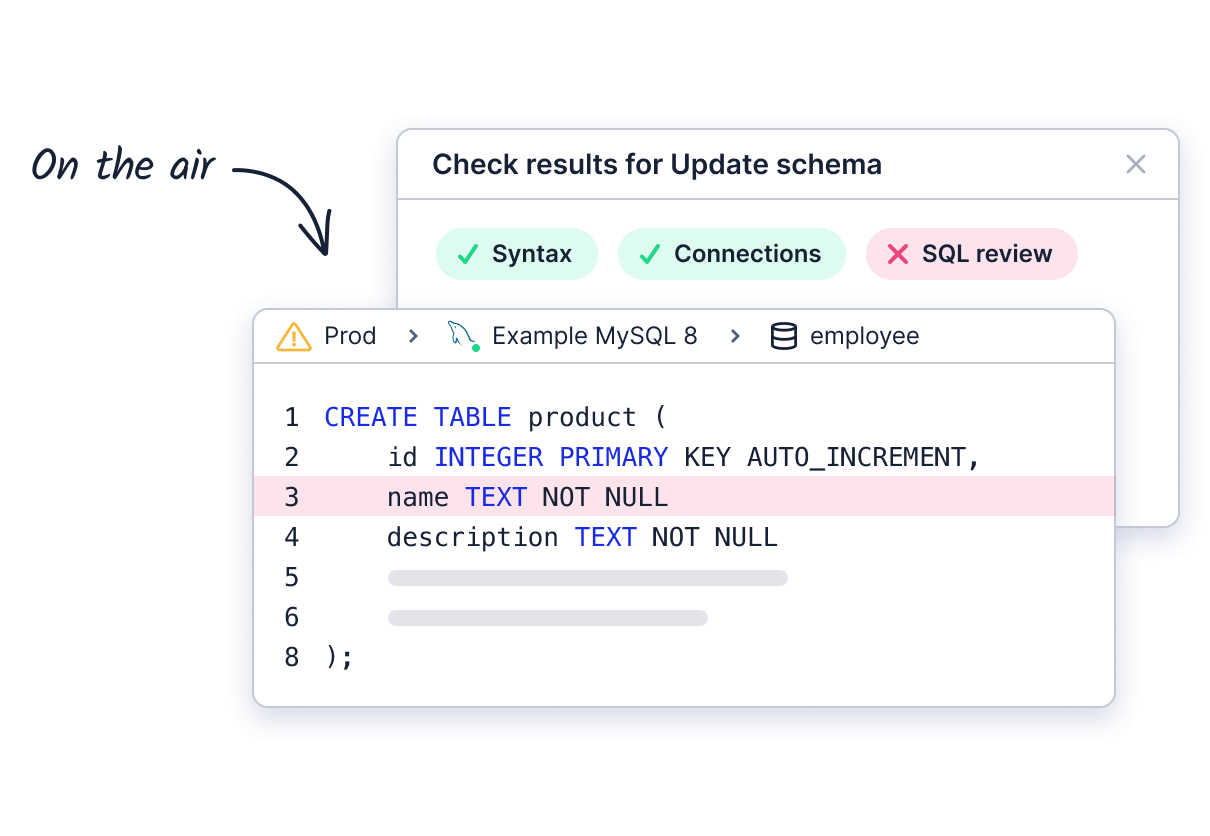 On the air
Check results for Update schema
Syntax Connections SQL review
Prod > Example MySQL 8 > employee
1 CREATE TABLE product (
2 id INTEGER PRIMARY KEY AUTO_INCREMENT,
3 name TEXT NOT NULL
4 description TEXT NOT NULL
5
6
8 );